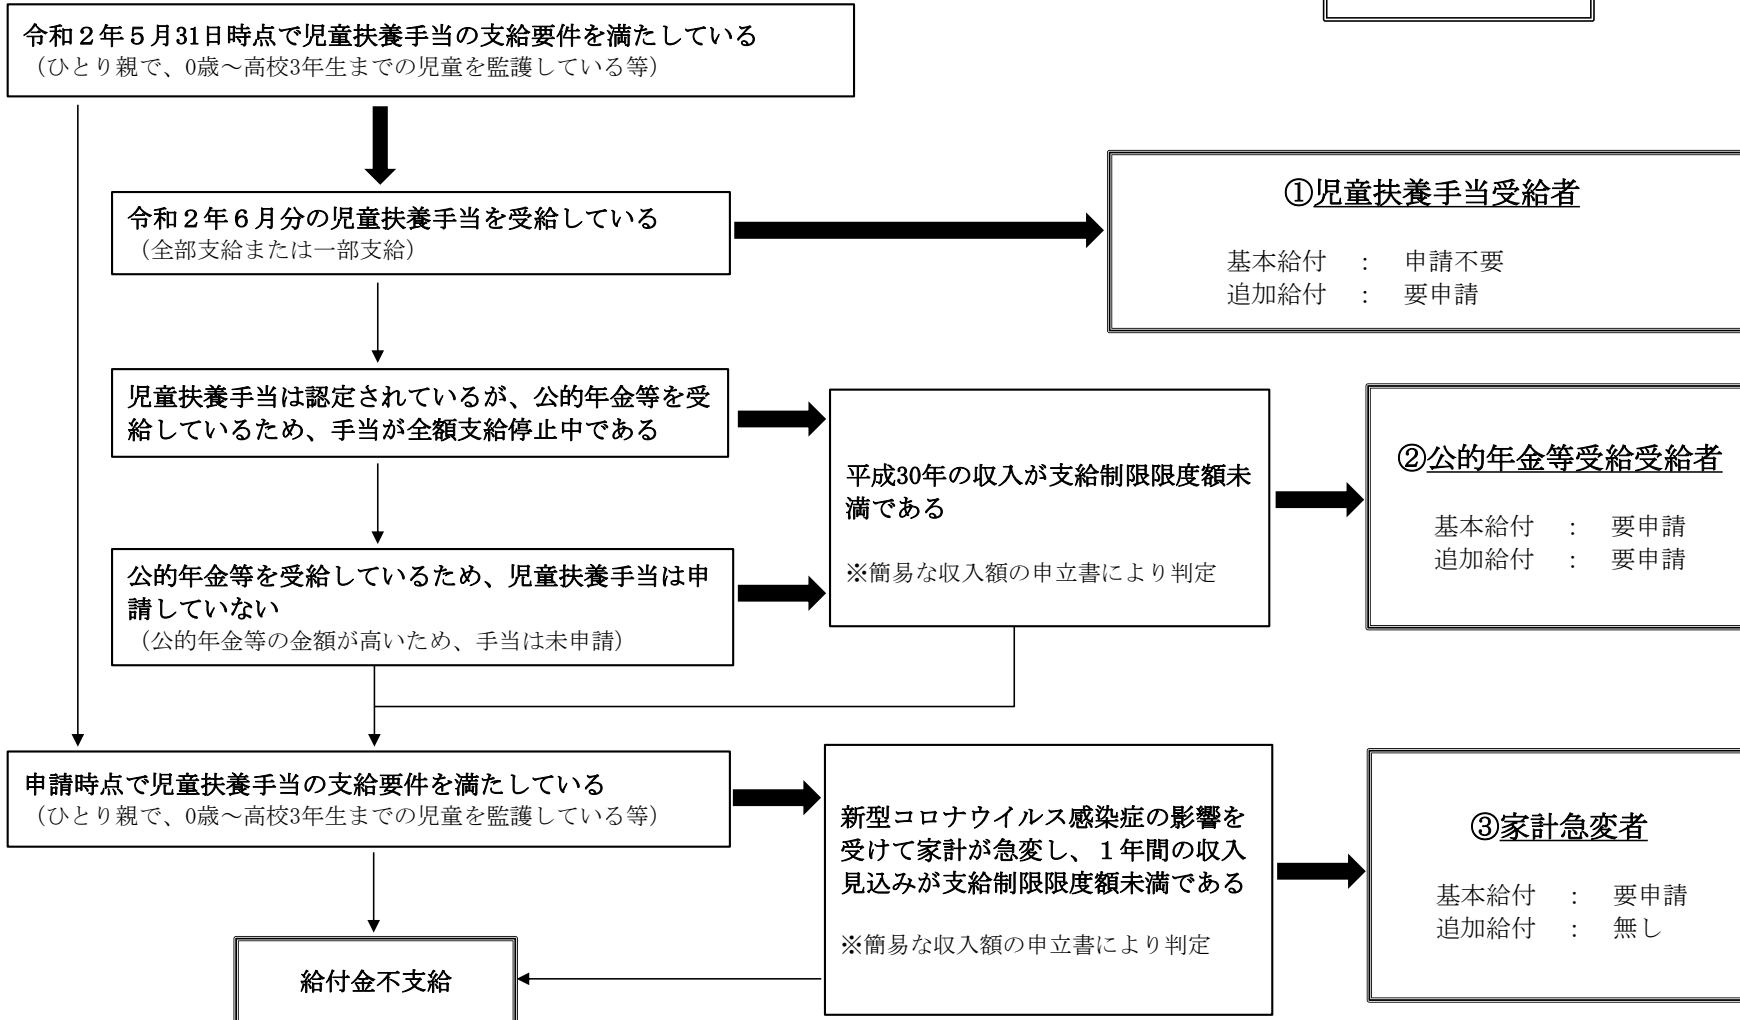 令和２年５月31日時点で児童扶養手当の支給要件を満たしている
（ひとり親で、0歳～高校3年生までの児童を監護している等）
令和２年６月分の児童扶養手当を受給している
（全部支給または一部支給）
①児童扶養手当受給者
基本給付　：　申請不要
追加給付　：　要申請
児童扶養手当は認定されているが、公的年金等を受
給しているため、手当が全額支給停止中である
平成30年の収入が支給制限限度額未
満である
※簡易な収入額の申立書により判定
②公的年金等受給受給者
基本給付　：　要申請
追加給付　：　要申請
公的年金等を受給しているため、児童扶養手当は申
請していない
（公的年金等の金額が高いため、手当は未申請）
申請時点で児童扶養手当の支給要件を満たしている
（ひとり親で、0歳～高校3年生までの児童を監護している等）
新型コロナウイルス感染症の影響を
受けて家計が急変し、１年間の収入
見込みが支給制限限度額未満である
※簡易な収入額の申立書により判定
③家計急変者
基本給付　：　要申請
追加給付　：　無し
給付金不支給